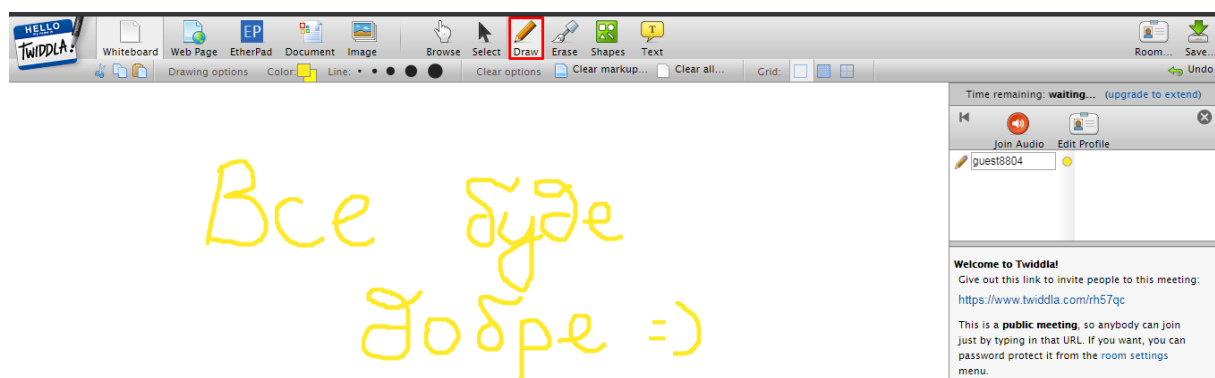 HELLO
TWIDDLA!
Whiteboard Web Page EtherPad Document Image Browse Select Draw Erase Shapes Text Room... Save...
EP T
Drawing options Color: Line: Clear options Clear markup... Clear all... Grid: Undo
Time remaining: waiting... (upgrade to extend)
Join Audio Edit Profile
guest8804
Все буде
добре =)
Welcome to Twiddla!
Give out this link to invite people to this meeting:
https://www.twiddla.com/rh57qc
This is a public meeting, so anybody can join
just by typing in that URL. If you want, you can
password protect it from the room settings
menu.